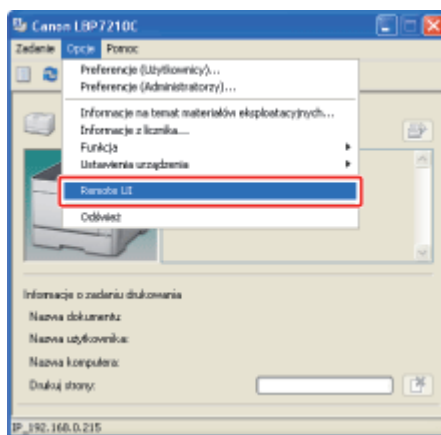 Canon LBP7210C
Zadanie Opcje Pomoc
Preferencje (Użytkownicy)...
Preferencje (Administratorzy)...
Informacje na temat materiałów eksploatacyjnych...
Informacje z licznika...
Funkcja
Ustawienia urządzenia
Remote UI
Odśwież
Informacje o zadaniu drukowania
Nazwa dokumentu:
Nazwa użytkownika:
Nazwa komputera:
Drukuj strony:
IP_192.168.0.215